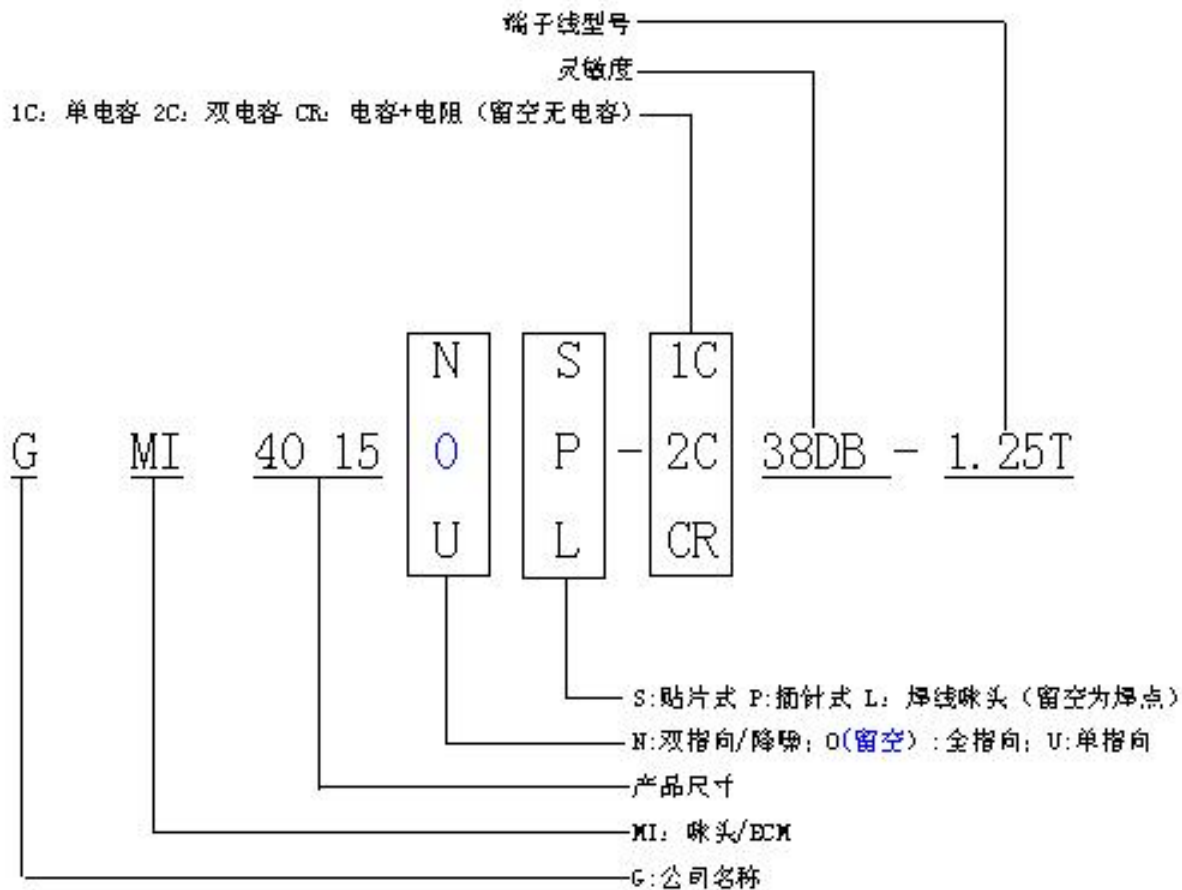 端子线型号
灵敏度
1C: 单电容 2C: 双电容 CR: 电容+电阻（留空无电容）
N S 1C
G MI 40 15 0 P - 2C 38DB - 1.25T
U L CR
S:贴片式 P:插针式 L: 焊线咪头（留空为焊点）
N:双指向/降噪; 0(留空）:全指向; U:单指向
产品尺寸
MI: 咪头/ECM
G:公司名称